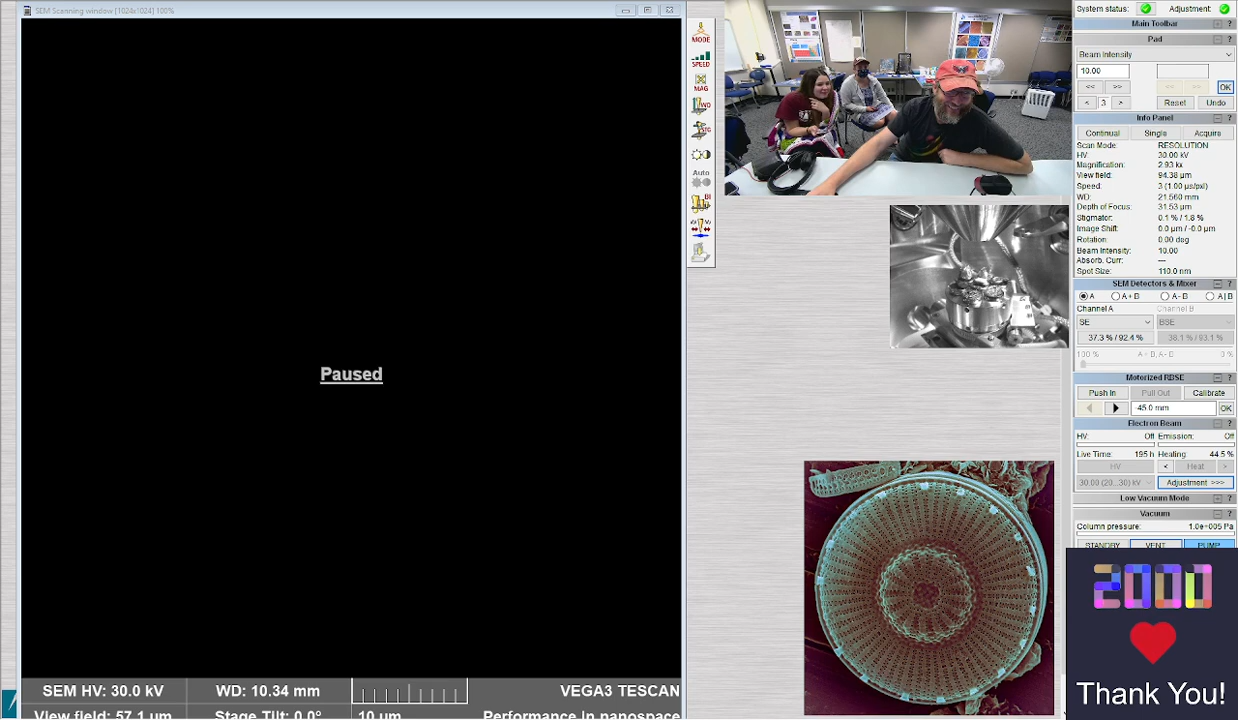 SEM Scanning window [1024x1024] 100%
Paused
SEM HV: 30.0 kV
WD: 10.34 mm
VEGA3 TESCAN
View field: 57.1 µm
Stage Tilt: 0.0°
10 µm
Performance in nanospace
MODE
SPEED
MAG
WD
STG
Auto
System status:
Adjustment:
Main Toolbar
Pad
Beam Intensity
10.00
<< >>
<< >>
OK
< 3 >
Reset
Undo
Info Panel
Continual Single Acquire
Scan Mode: RESOLUTION
HV: 30.00 kV
Magnification: 2.93 kx
View field: 94.38 µm
Speed: 3 (1.00 µs/pxl)
WD: 21.560 mm
Depth of Focus: 31.53 µm
Stigmator: 0.1 % / 1.8 %
Image Shift: 0.0 µm / -0.0 µm
Rotation: 0.00 deg
Beam Intensity: 10.00
Absorb. Curr: ---
Spot Size: 110.0 nm
SEM Detectors & Mixer
A A+B A-B A|B
Channel A Channel B
SE BSE
37.3 % / 92.4 % 38.1 % / 93.1 %
100 % A+B, A-B 0 %
Motorized RBSE
Push In Pull Out Calibrate
-45.0 mm OK
Electron Beam
HV: Off Emission: Off
Live Time: 195 h Heating: 44.5 %
HV < Heat >
30.00 (20...30) kV Adjustment >>>
Low Vacuum Mode
Vacuum
Column pressure: 1.0e+005 Pa
STANDBY VENT PUMP
2000
Thank You!